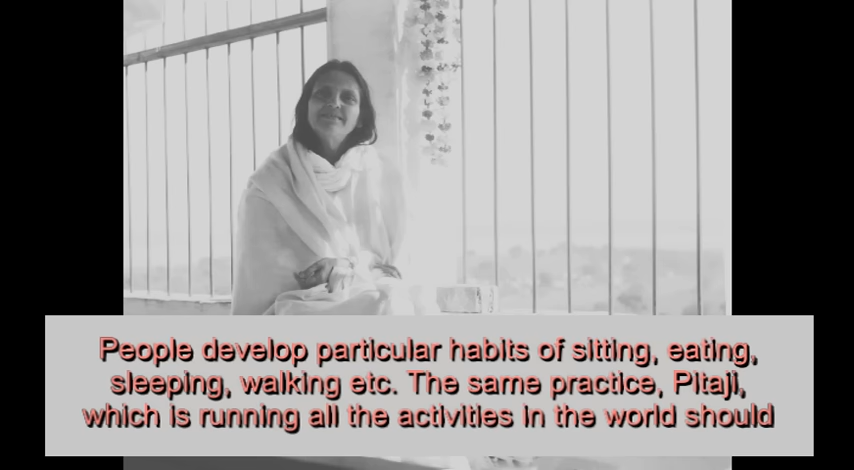 People develop particular habits of sitting, eating,
sleeping, walking etc. The same practice, Pitaji,
which is running all the activities in the world should